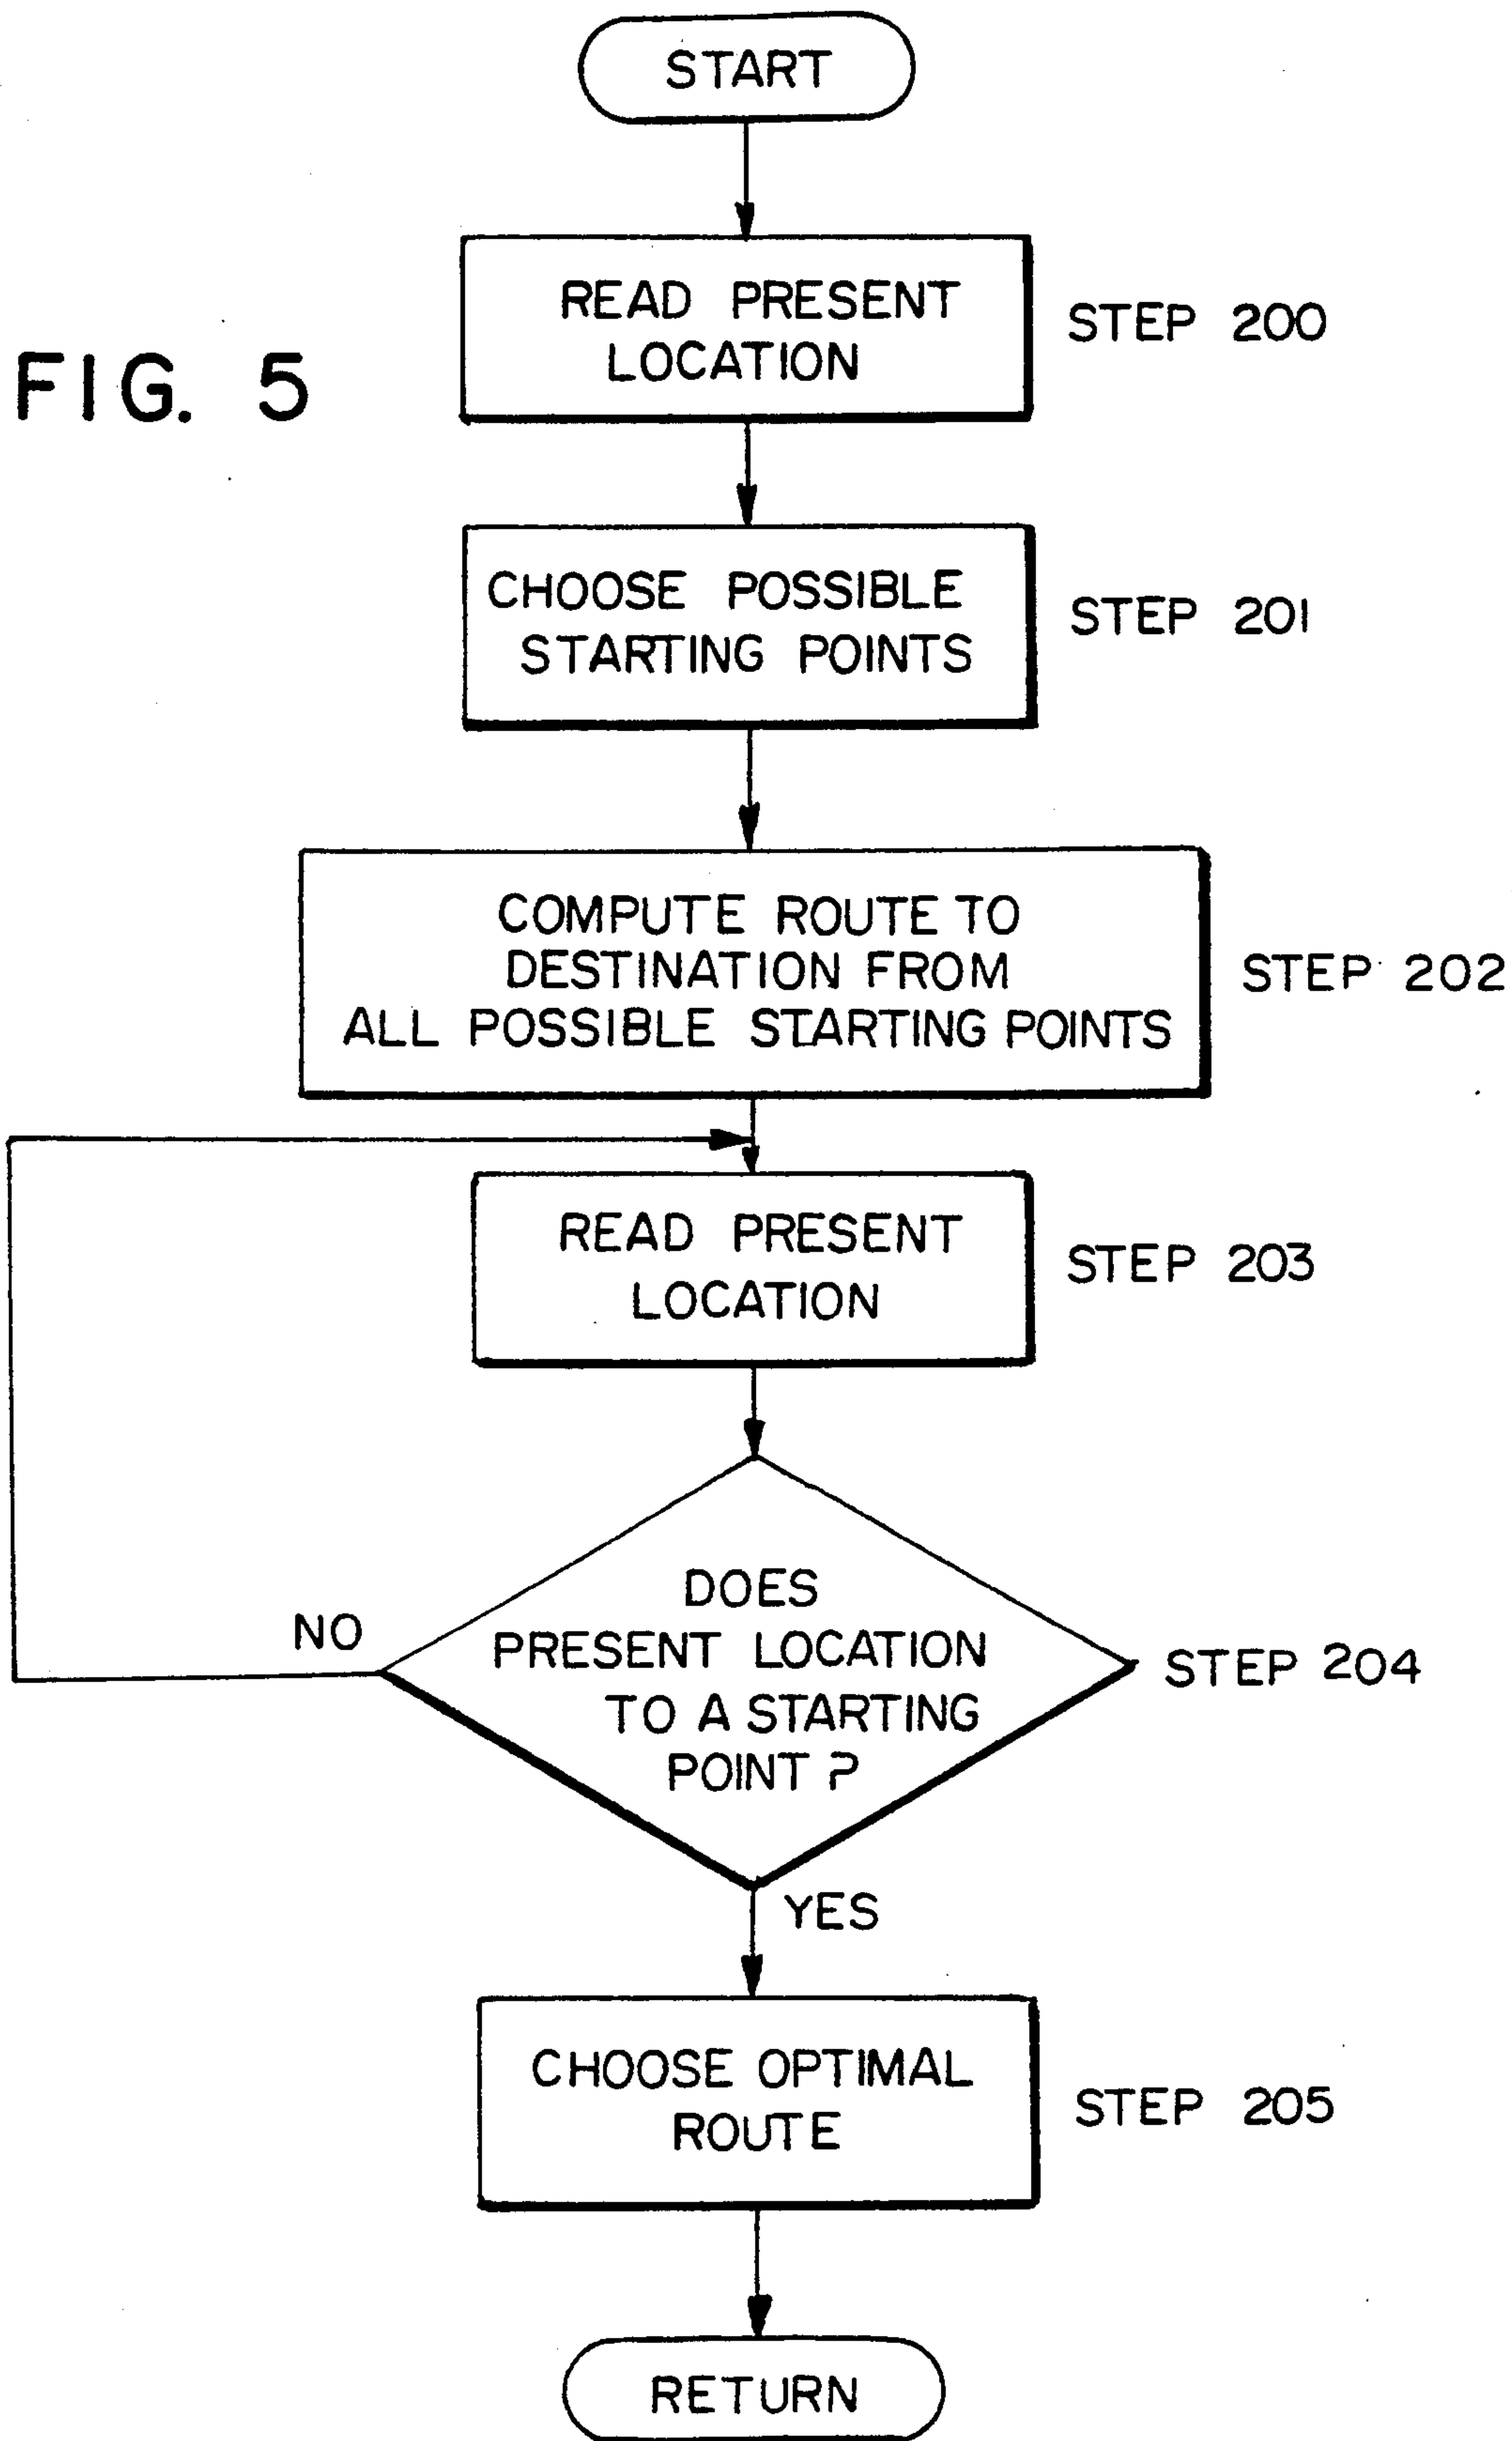 START
READ PRESENT
LOCATION
STEP 200
FIG. 5
CHOOSE POSSIBLE
STARTING POINTS
STEP 201
COMPUTE ROUTE TO
DESTINATION FROM
ALL POSSIBLE STARTING POINTS
STEP 202
READ PRESENT
LOCATION
STEP 203
DOES
PRESENT LOCATION
TO A STARTING
POINT ?
NO
STEP 204
YES
CHOOSE OPTIMAL
ROUTE
STEP 205
RETURN